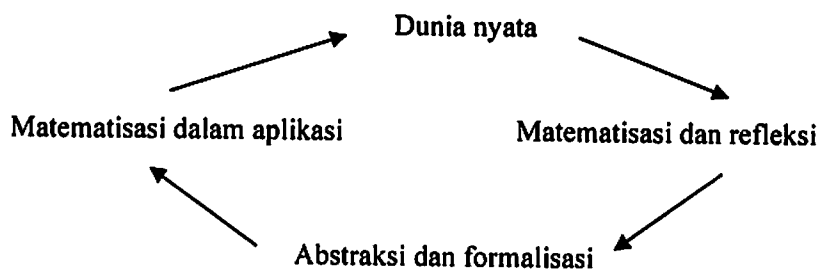 Dunia nyata
Matematisasi dalam aplikasi
Matematisasi dan refleksi
Abstraksi dan formalisasi